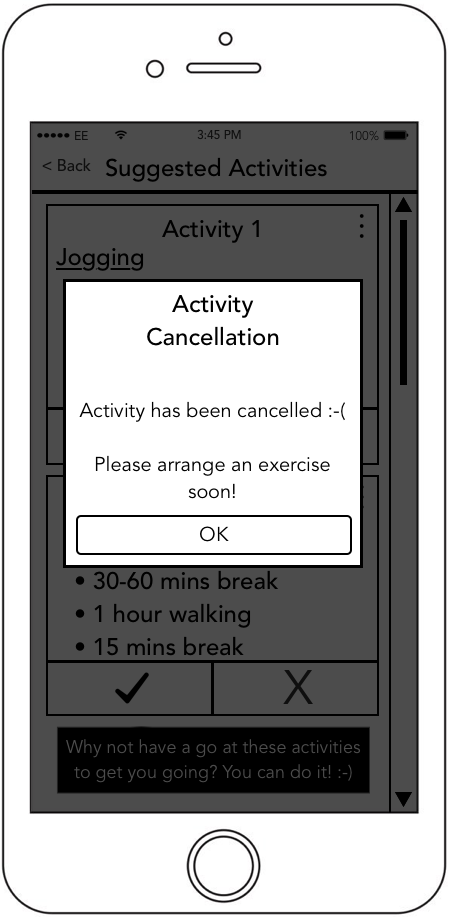 ●●●●● EE 3:45 PM 100%
< Back Suggested Activities
Activity 1
Jogging
Activity
Cancellation
Activity has been cancelled :-(
Please arrange an exercise
soon!
OK
• 30-60 mins break
• 1 hour walking
• 15 mins break
✓ X
Why not have a go at these activities
to get you going? You can do it! :-)